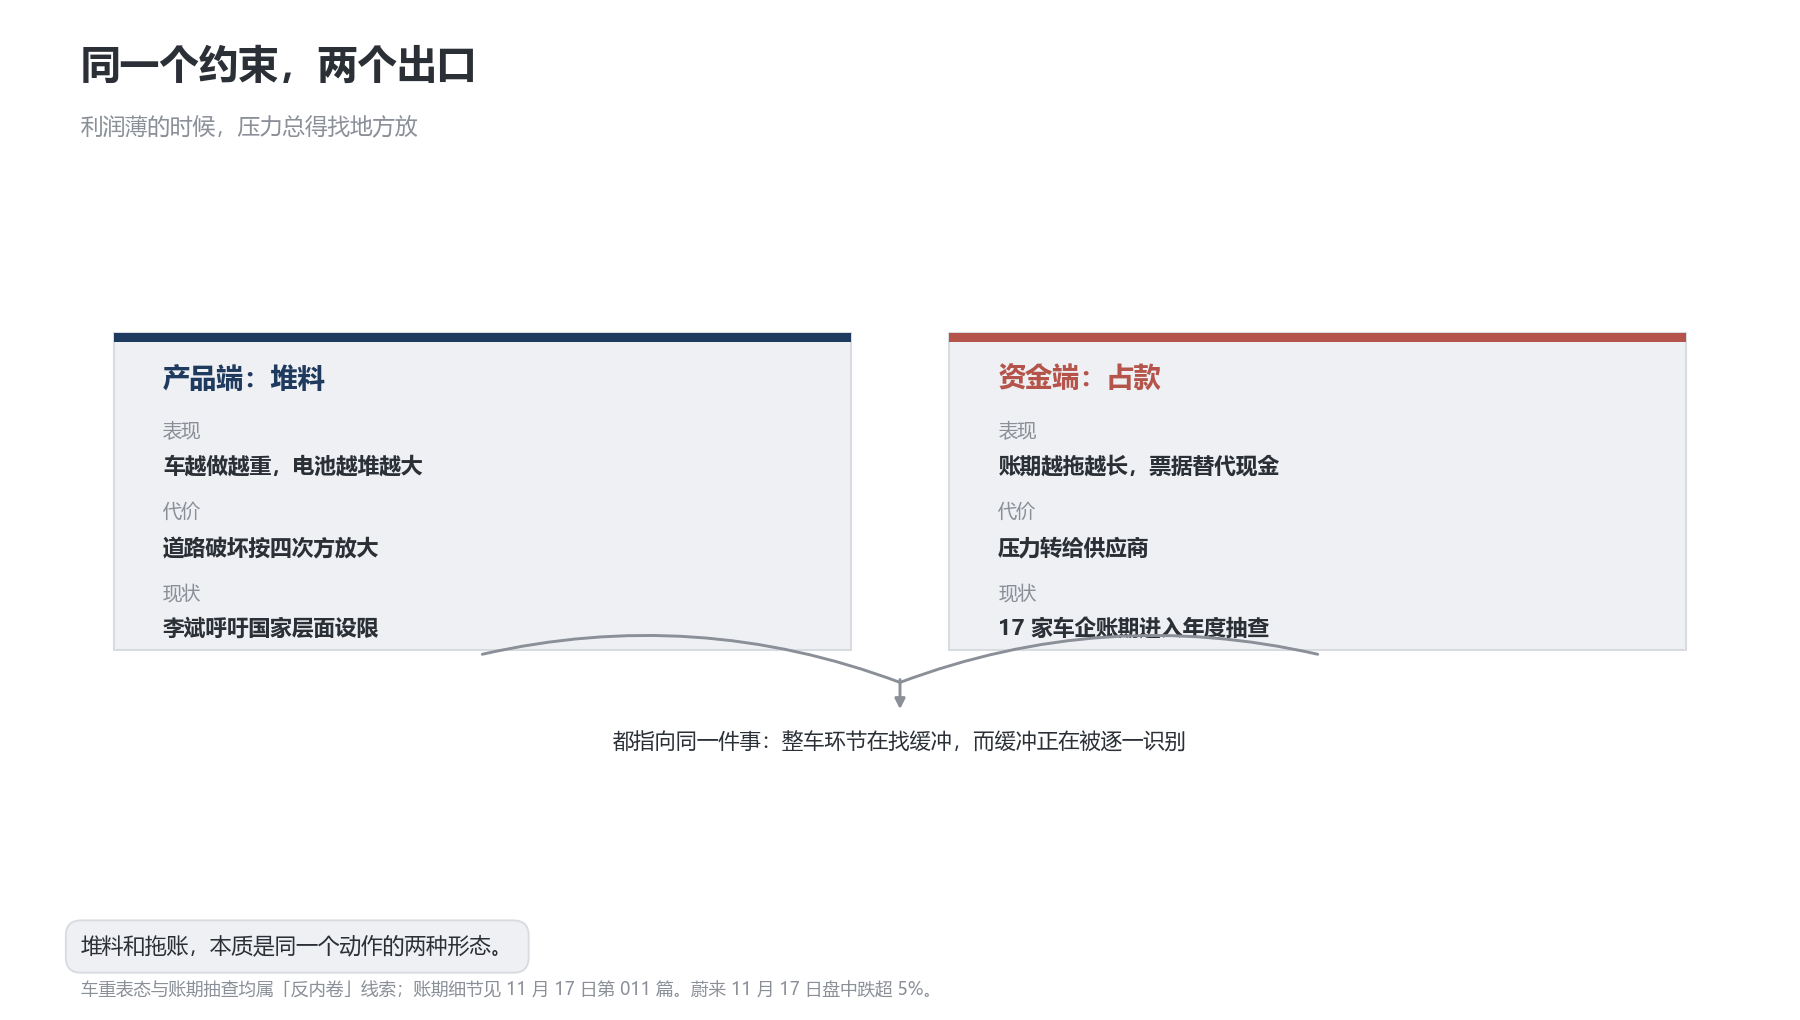 同一个约束，两个出口
利润薄的时候，压力总得找地方放
产品端：堆料
表现
车越做越重，电池越堆越大
代价
道路破坏按四次方放大
现状
李斌呼吁国家层面设限
资金端：占款
表现
账期越拖越长，票据替代现金
代价
压力转给供应商
现状
17 家车企账期进入年度抽查
都指向同一件事：整车环节在找缓冲，而缓冲正在被逐一识别
堆料和拖账，本质是同一个动作的两种形态。
车重表态与账期抽查均属「反内卷」线索；账期细节见 11 月 17 日第 011 篇。蔚来 11 月 17 日盘中跌超 5%。